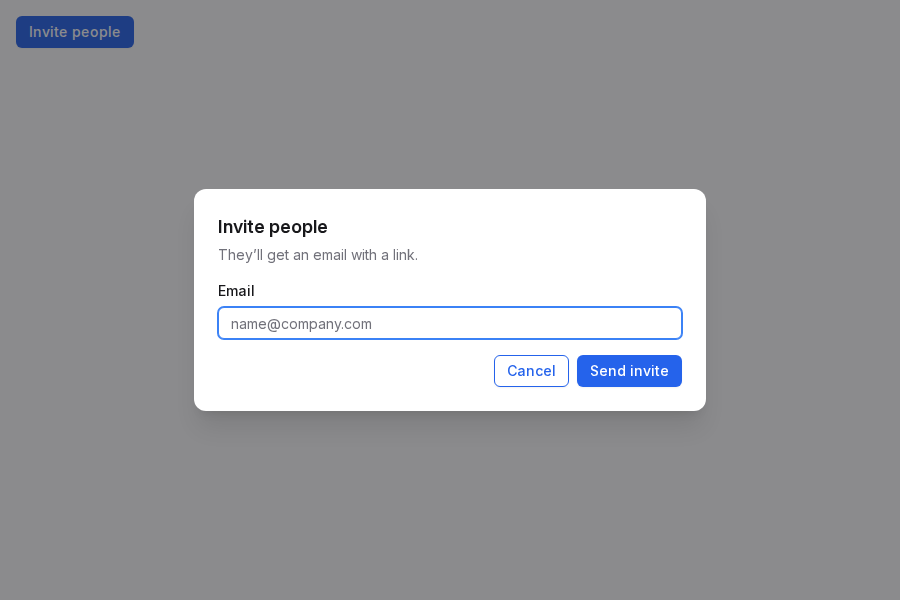 Invite people
Invite people
They’ll get an email with a link.
Email
name@company.com
Cancel
Send invite